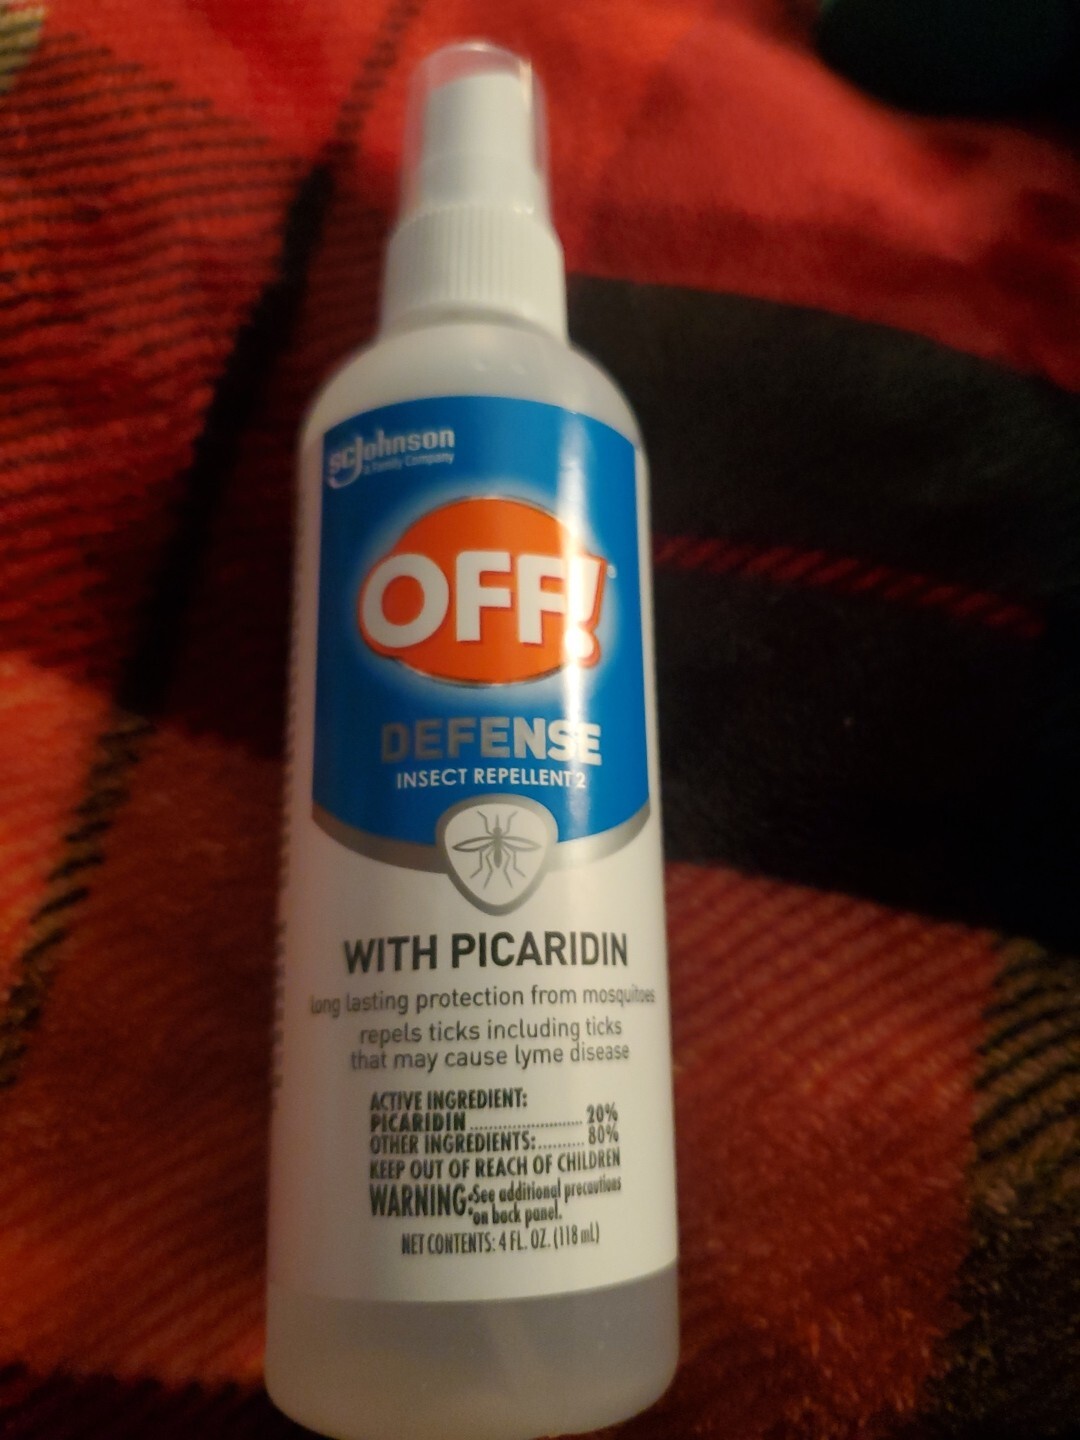 SC Johnson
A Family Company
OFF!
DEFENSE
INSECT REPELLENT 2
WITH PICARIDIN
long lasting protection from mosquitoes
repels ticks including ticks
that may cause lyme disease
ACTIVE INGREDIENT:
PICARIDIN ........................ 20%
OTHER INGREDIENTS:.......... 80%
KEEP OUT OF REACH OF CHILDREN
WARNING: See additional precautions
on back panel.
NET CONTENTS: 4 FL. OZ. (118 mL)